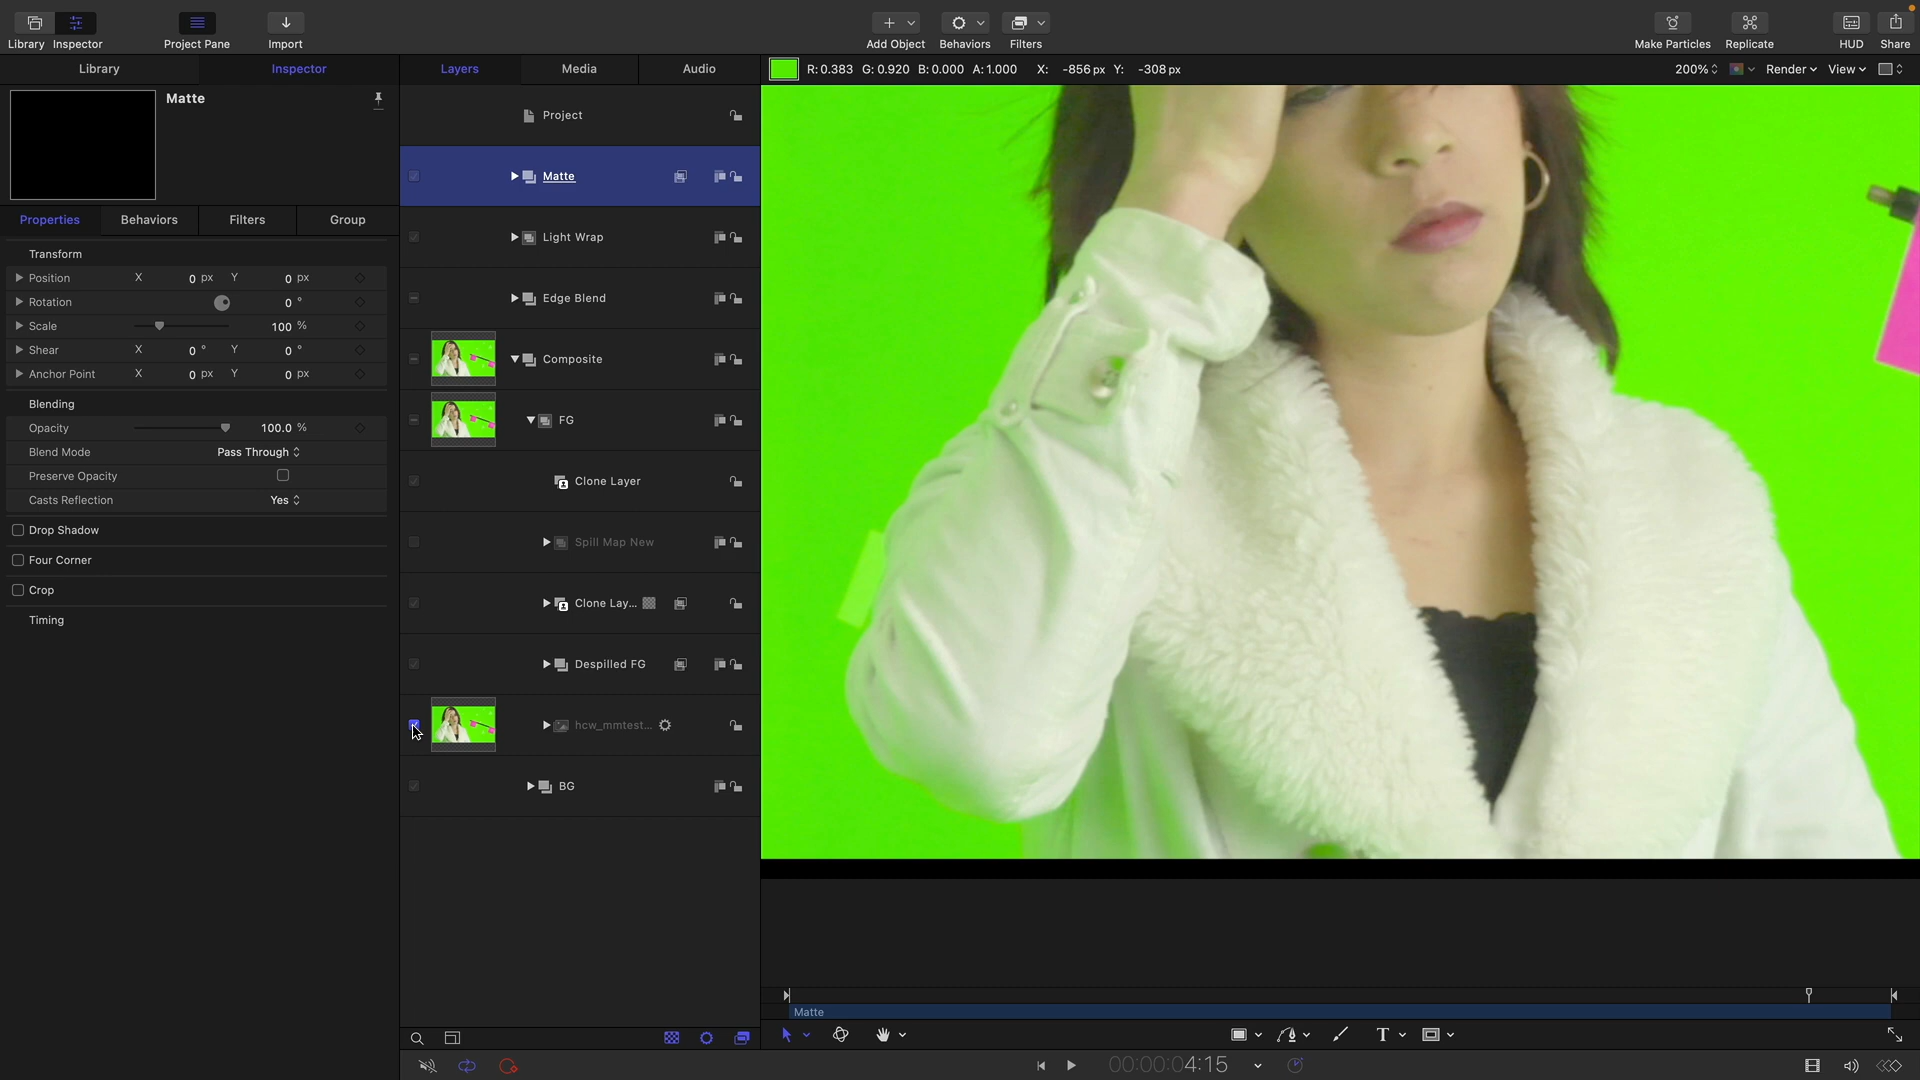 Library
Inspector
Project Pane
Import
Add Object
Behaviors
Filters
Make Particles
Replicate
HUD
Share
Library
Inspector
Layers
Media
Audio
R: 0.383 G: 0.920 B: 0.000 A: 1.000 X: -856 px Y: -308 px
200%
Render
View
Matte
Properties
Behaviors
Filters
Group
Transform
Position X 0 px Y 0 px
Rotation 0 °
Scale 100 %
Shear X 0 ° Y 0 °
Anchor Point X 0 px Y 0 px
Blending
Opacity 100.0 %
Blend Mode Pass Through
Preserve Opacity
Casts Reflection Yes
Drop Shadow
Four Corner
Crop
Timing
Project
Matte
Light Wrap
Edge Blend
Composite
FG
Clone Layer
Spill Map New
Clone Lay...
Despilled FG
hcw_mmtest...
BG
Matte
T
00:00:04:15